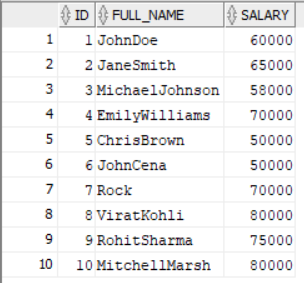 ID FULL_NAME SALARY
1 1 JohnDoe 60000
2 2 JaneSmith 65000
3 3 MichaelJohnson 58000
4 4 EmilyWilliams 70000
5 5 ChrisBrown 50000
6 6 JohnCena 50000
7 7 Rock 70000
8 8 ViratKohli 80000
9 9 RohitSharma 75000
10 10 MitchellMarsh 80000